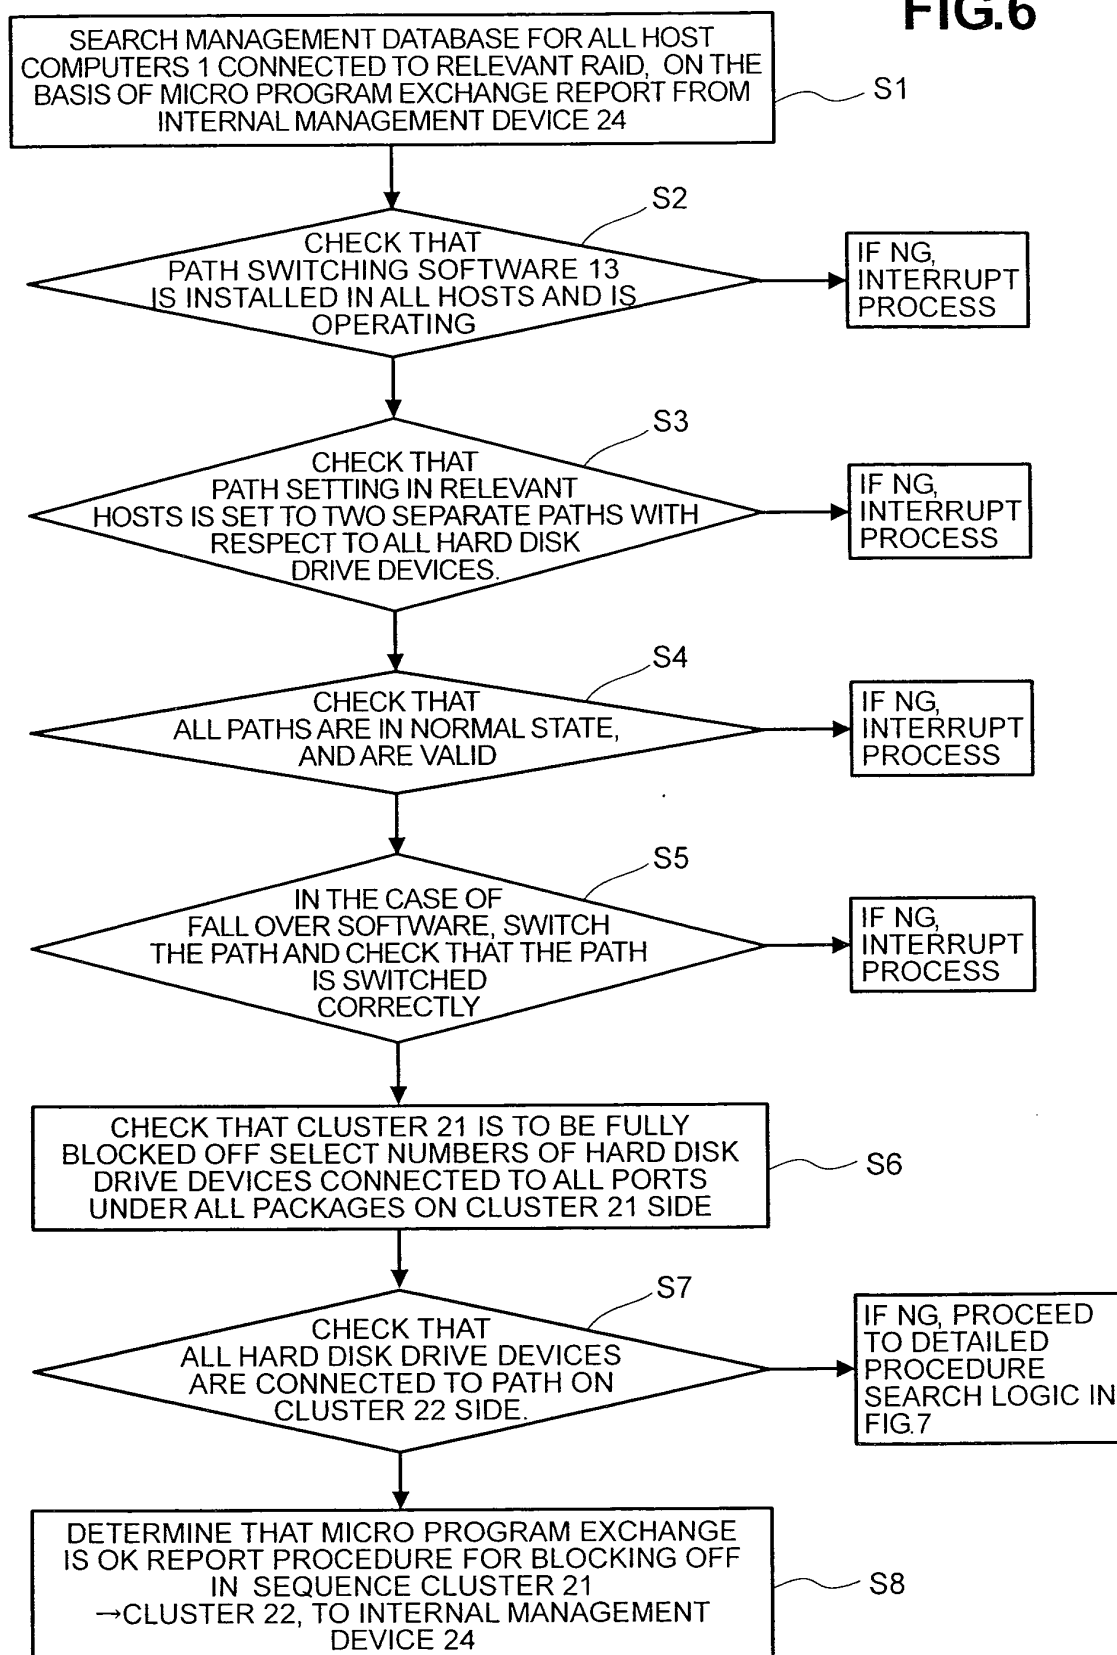 FIG.6
SEARCH MANAGEMENT DATABASE FOR ALL HOST
COMPUTERS 1 CONNECTED TO RELEVANT RAID, ON THE
BASIS OF MICRO PROGRAM EXCHANGE REPORT FROM
INTERNAL MANAGEMENT DEVICE 24
S1
S2
CHECK THAT
PATH SWITCHING SOFTWARE 13
IS INSTALLED IN ALL HOSTS AND IS
OPERATING
IF NG,
INTERRUPT
PROCESS
S3
CHECK THAT
PATH SETTING IN RELEVANT
HOSTS IS SET TO TWO SEPARATE PATHS WITH
RESPECT TO ALL HARD DISK
DRIVE DEVICES.
IF NG,
INTERRUPT
PROCESS
S4
CHECK THAT
ALL PATHS ARE IN NORMAL STATE,
AND ARE VALID
IF NG,
INTERRUPT
PROCESS
S5
IN THE CASE OF
FALL OVER SOFTWARE, SWITCH
THE PATH AND CHECK THAT THE PATH
IS SWITCHED
CORRECTLY
IF NG,
INTERRUPT
PROCESS
CHECK THAT CLUSTER 21 IS TO BE FULLY
BLOCKED OFF SELECT NUMBERS OF HARD DISK
DRIVE DEVICES CONNECTED TO ALL PORTS
UNDER ALL PACKAGES ON CLUSTER 21 SIDE
S6
S7
CHECK THAT
ALL HARD DISK DRIVE DEVICES
ARE CONNECTED TO PATH ON
CLUSTER 22 SIDE.
IF NG, PROCEED
TO DETAILED
PROCEDURE
SEARCH LOGIC IN
FIG.7
DETERMINE THAT MICRO PROGRAM EXCHANGE
IS OK REPORT PROCEDURE FOR BLOCKING OFF
IN SEQUENCE CLUSTER 21
→CLUSTER 22, TO INTERNAL MANAGEMENT
DEVICE 24
S8